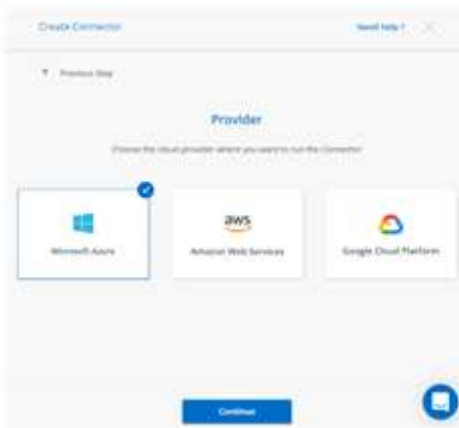 Create Connector
Need help ?
Previous Step
Provider
Choose the cloud provider where you want to run the Connector
Microsoft Azure
aws
Amazon Web Services
Google Cloud Platform
Continue